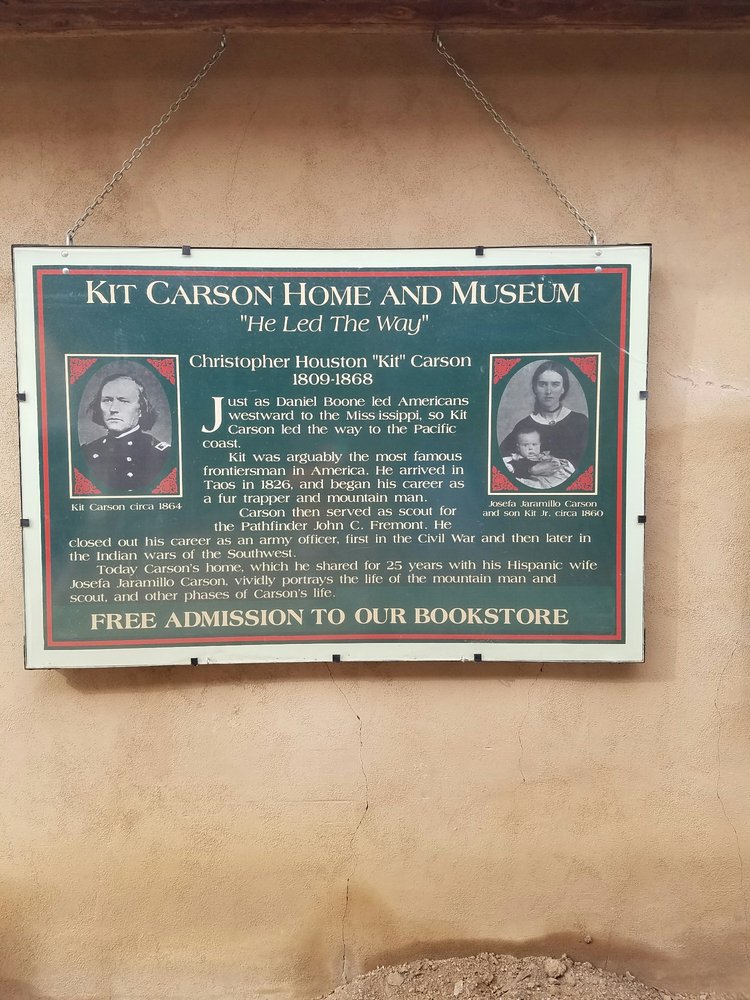 KIT CARSON HOME AND MUSEUM
"He Led The Way"
Christopher Houston "Kit" Carson
1809-1868
Just as Daniel Boone led Americans
westward to the Miss issippi, so Kit
Carson led the way to the Pacific
coast.
Kit was arguably the most famous
frontiersman in America. He arrived in
Taos in 1826, and began his career as
a fur trapper and mountain man.
Carson then served as scout for
the Pathfinder John C. Fremont. He
closed out his career as an army officer, first in the Civil War and then later in
the Indian wars of the Southwest.
Today Carson's home, which he shared for 25 years with his Hispanic wife
Josefa Jaramillo Carson, vividly portrays the life of the mountain man and
scout, and other phases of Carson's life.
FREE ADMISSION TO OUR BOOKSTORE
Kit Carson circa 1864
Josefa Jaramillo Carson
and son Kit Jr. circa 1860